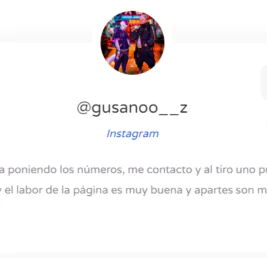 @gusanoo__z
Instagram
a poniendo los números, me contacto y al tiro uno
y el labor de la página es muy buena y apartes son